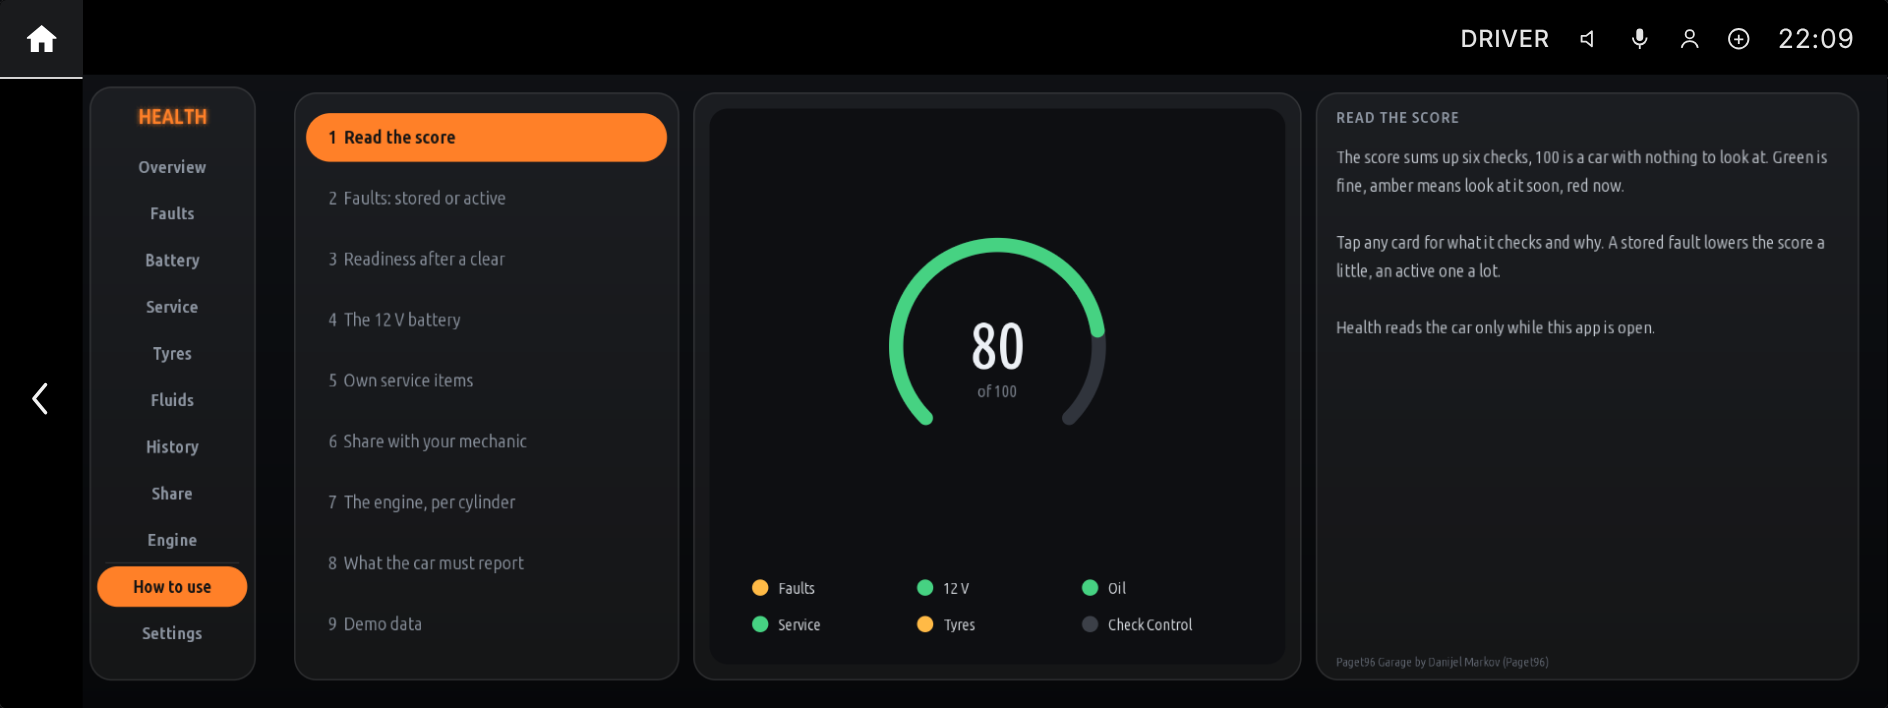 DRIVER 22:09
HEALTH
Overview
Faults
Battery
Service
Tyres
Fluids
History
Share
Engine
How to use
Settings
1 Read the score
2 Faults: stored or active
3 Readiness after a clear
4 The 12 V battery
5 Own service items
6 Share with your mechanic
7 The engine, per cylinder
8 What the car must report
9 Demo data
80
of 100
Faults
12 V
Oil
Service
Tyres
Check Control
READ THE SCORE
The score sums up six checks, 100 is a car with nothing to look at. Green is
fine, amber means look at it soon, red now.
Tap any card for what it checks and why. A stored fault lowers the score a
little, an active one a lot.
Health reads the car only while this app is open.
Paget96 Garage by Danijel Markov (Paget96)